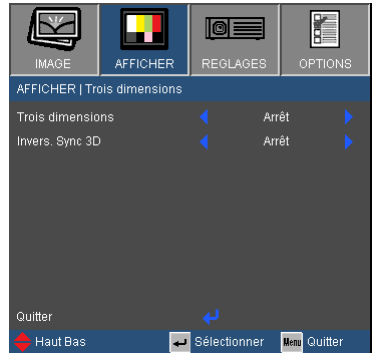 IMAGE AFFICHER REGLAGES OPTIONS
AFFICHER | Trois dimensions
Trois dimensions Arrêt
Invers. Sync 3D Arrêt
Quitter
Haut Bas Sélectionner Menu Quitter